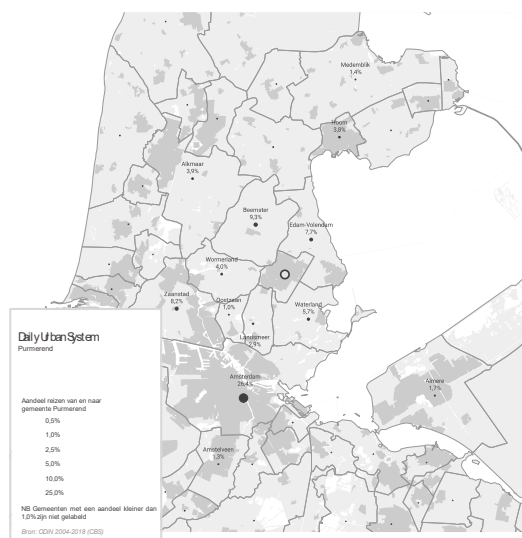 Medemblik
1,4%
Hoorn
3,8%
Alkmaar
3,9%
Beemster
9,3%
Edam-Volendam
7,7%
Wormerland
4,0%
Zaanstad
8,2%
Oostzaan
1,0%
Waterland
5,7%
Landsmeer
2,9%
Amsterdam
26,4%
Almere
1,7%
Amstelveen
1,3%
Daily Urban System
Purmerend
Aandeel reizen van en naar
gemeente Purmerend
0,5%
1,0%
2,5%
5,0%
10,0%
25,0%
NB Gemeenten met een aandeel kleiner dan
1,0% zijn niet gelabeld
Bron: ODiN 2004-2018 (CBS)